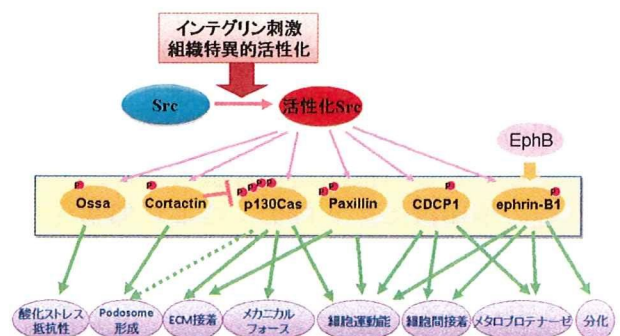 インテグリン刺激
組織特異的活性化
Src
活性化Src
EphB
P
P
P P P P
P P
P
P
Ossa
Cortactin
p130Cas
Paxillin
CDCP1
ephrin-B1
酸化ストレス
抵抗性
Podosome
形成
ECM接着
メカニカル
フォース
細胞運動能
細胞間接着
メタロプロテナーゼ
分化